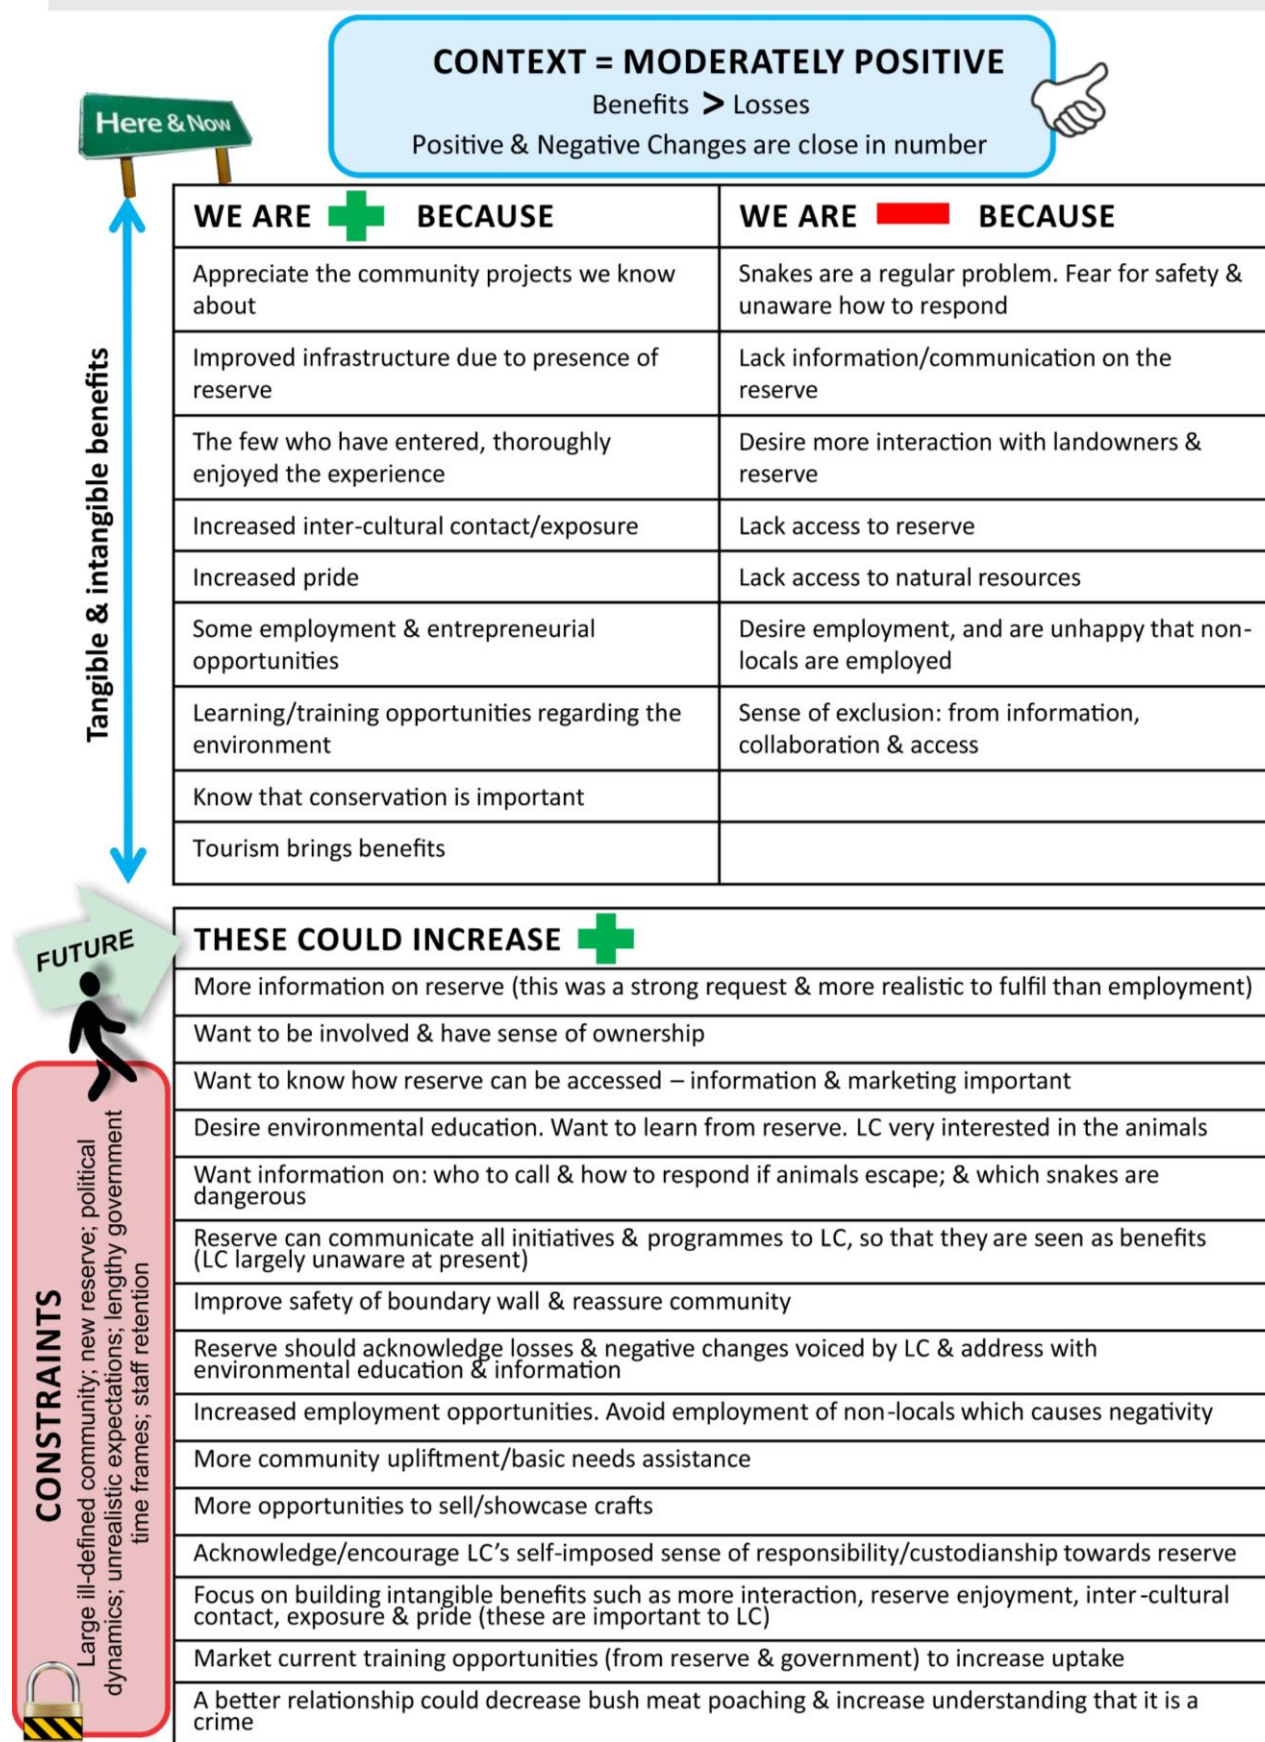 CONTEXT = MODERATELY POSITIVE
Benefits > Losses
Positive & Negative Changes are close in number
Here & Now
Tangible & intangible benefits
WE ARE BECAUSE
WE ARE BECAUSE
Appreciate the community projects we know
about
Snakes are a regular problem. Fear for safety &
unaware how to respond
Improved infrastructure due to presence of
reserve
Lack information/communication on the
reserve
The few who have entered, thoroughly
enjoyed the experience
Desire more interaction with landowners &
reserve
Increased inter-cultural contact/exposure
Lack access to reserve
Increased pride
Lack access to natural resources
Some employment & entrepreneurial
opportunities
Desire employment, and are unhappy that non-
locals are employed
Learning/training opportunities regarding the
environment
Sense of exclusion: from information,
collaboration & access
Know that conservation is important
Tourism brings benefits
FUTURE
THESE COULD INCREASE
More information on reserve (this was a strong request & more realistic to fulfil than employment)
Want to be involved & have sense of ownership
Want to know how reserve can be accessed – information & marketing important
Desire environmental education. Want to learn from reserve. LC very interested in the animals
Want information on: who to call & how to respond if animals escape; & which snakes are
dangerous
Reserve can communicate all initiatives & programmes to LC, so that they are seen as benefits
(LC largely unaware at present)
Improve safety of boundary wall & reassure community
Reserve should acknowledge losses & negative changes voiced by LC & address with
environmental education & information
Increased employment opportunities. Avoid employment of non-locals which causes negativity
More community upliftment/basic needs assistance
More opportunities to sell/showcase crafts
Acknowledge/encourage LC's self-imposed sense of responsibility/custodianship towards reserve
Focus on building intangible benefits such as more interaction, reserve enjoyment, inter-cultural
contact, exposure & pride (these are important to LC)
Market current training opportunities (from reserve & government) to increase uptake
A better relationship could decrease bush meat poaching & increase understanding that it is a
crime
CONSTRAINTS
Large ill-defined community; new reserve; political
dynamics; unrealistic expectations; lengthy government
time frames; staff retention